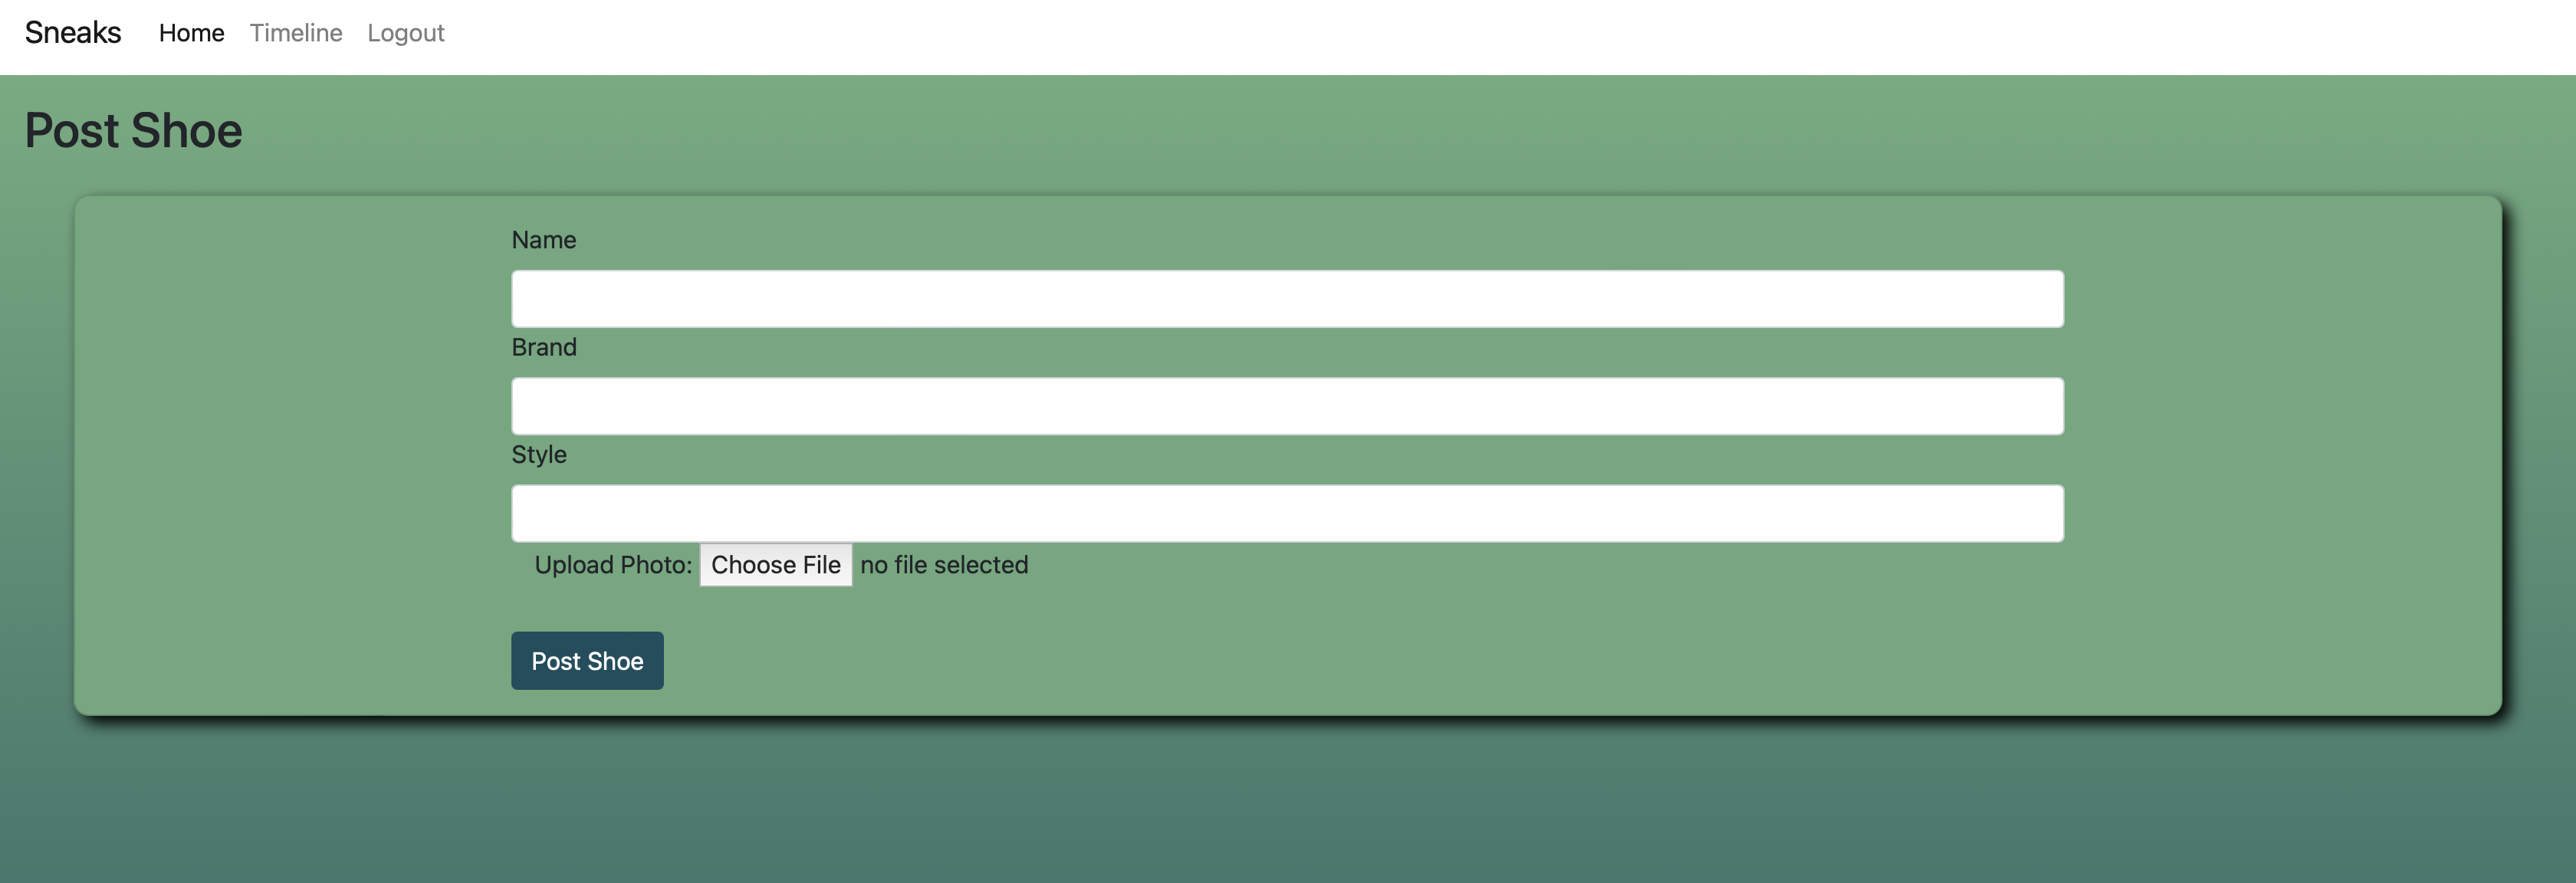 Sneaks Home Timeline Logout
Post Shoe
Name
Brand
Style
Upload Photo: Choose File no file selected
Post Shoe